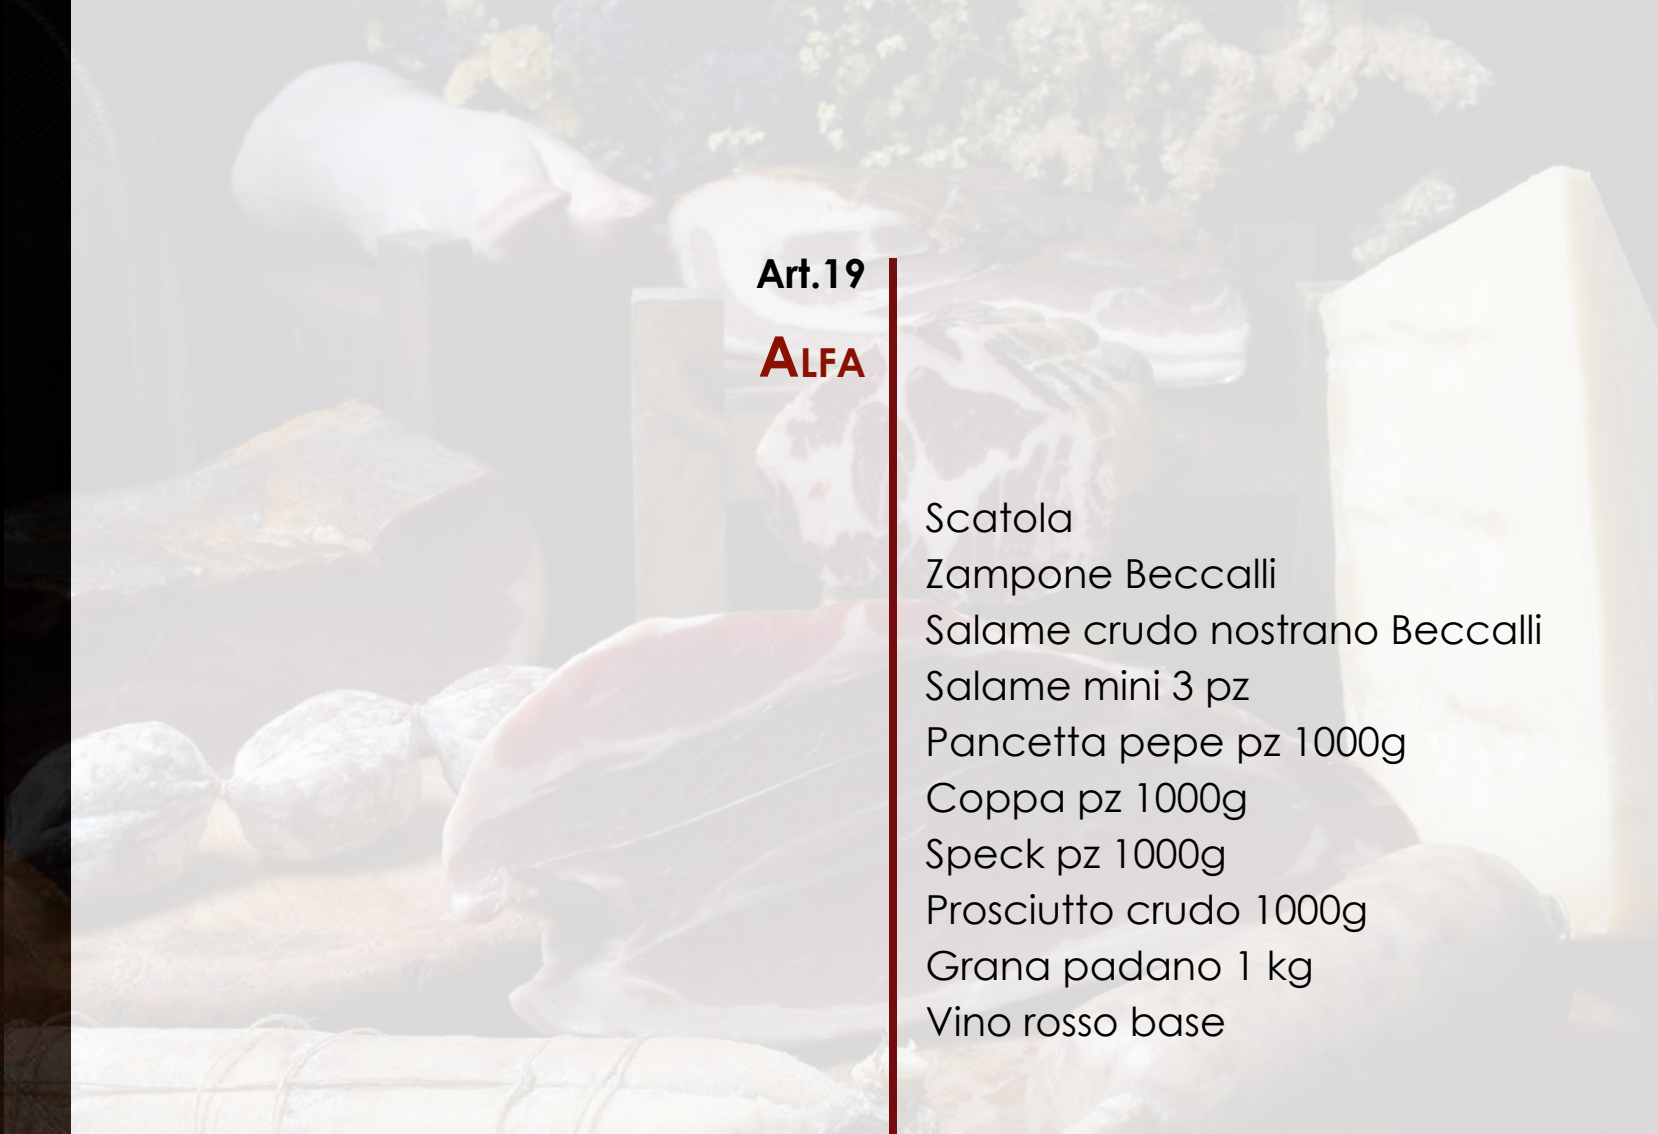 Art.19
ALFA
Scatola
Zampone Beccalli
Salame crudo nostrano Beccalli
Salame mini 3 pz
Pancetta pepe pz 1000g
Coppa pz 1000g
Speck pz 1000g
Prosciutto crudo 1000g
Grana padano 1 kg
Vino rosso base